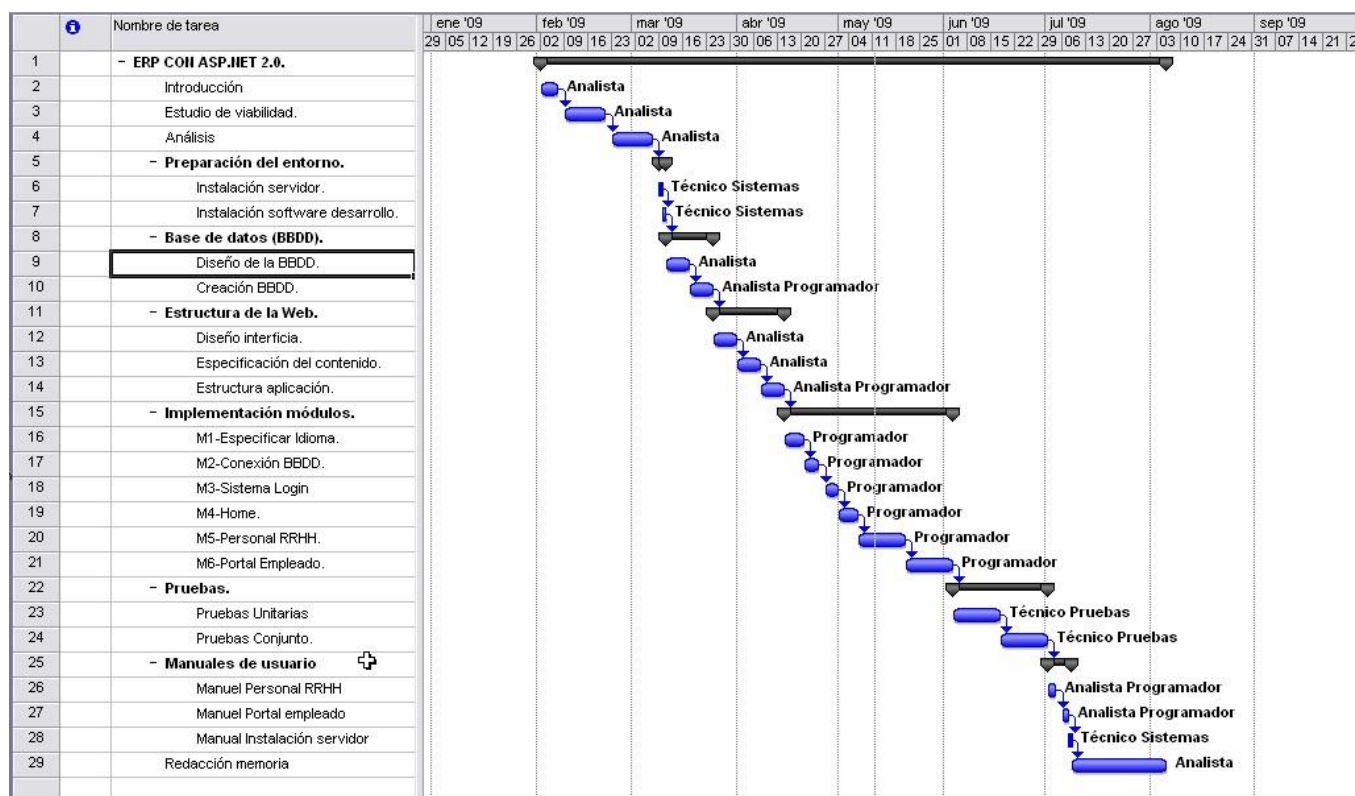 Nombre de tarea
ene '09 feb '09 mar '09 abr '09 may '09 jun '09 jul '09 ago '09 sep '09
29 05 12 19 26 02 09 16 23 02 09 16 23 30 06 13 20 27 04 11 18 25 01 08 15 22 29 06 13 20 27 03 10 17 24 31 07 14 21
1 - ERP CON ASP.NET 2.0.
2 Introducción Analista
3 Estudio de viabilidad. Analista
4 Análisis Analista
5 - Preparación del entorno.
6 Instalación servidor. Técnico Sistemas
7 Instalación software desarrollo. Técnico Sistemas
8 - Base de datos (BBDD).
9 Diseño de la BBDD. Analista
10 Creación BBDD. Analista Programador
11 - Estructura de la Web.
12 Diseño interficia. Analista
13 Especificación del contenido. Analista
14 Estructura aplicación. Analista Programador
15 - Implementación módulos.
16 M1-Especificar Idioma. Programador
17 M2-Conexión BBDD. Programador
18 M3-Sistema Login Programador
19 M4-Home. Programador
20 M5-Personal RRHH. Programador
21 M6-Portal Empleado. Programador
22 - Pruebas.
23 Pruebas Unitarias Técnico Pruebas
24 Pruebas Conjunto. Técnico Pruebas
25 - Manuales de usuario
26 Manuel Personal RRHH Analista Programador
27 Manuel Portal empleado Analista Programador
28 Manual Instalación servidor Técnico Sistemas
29 Redacción memoria Analista